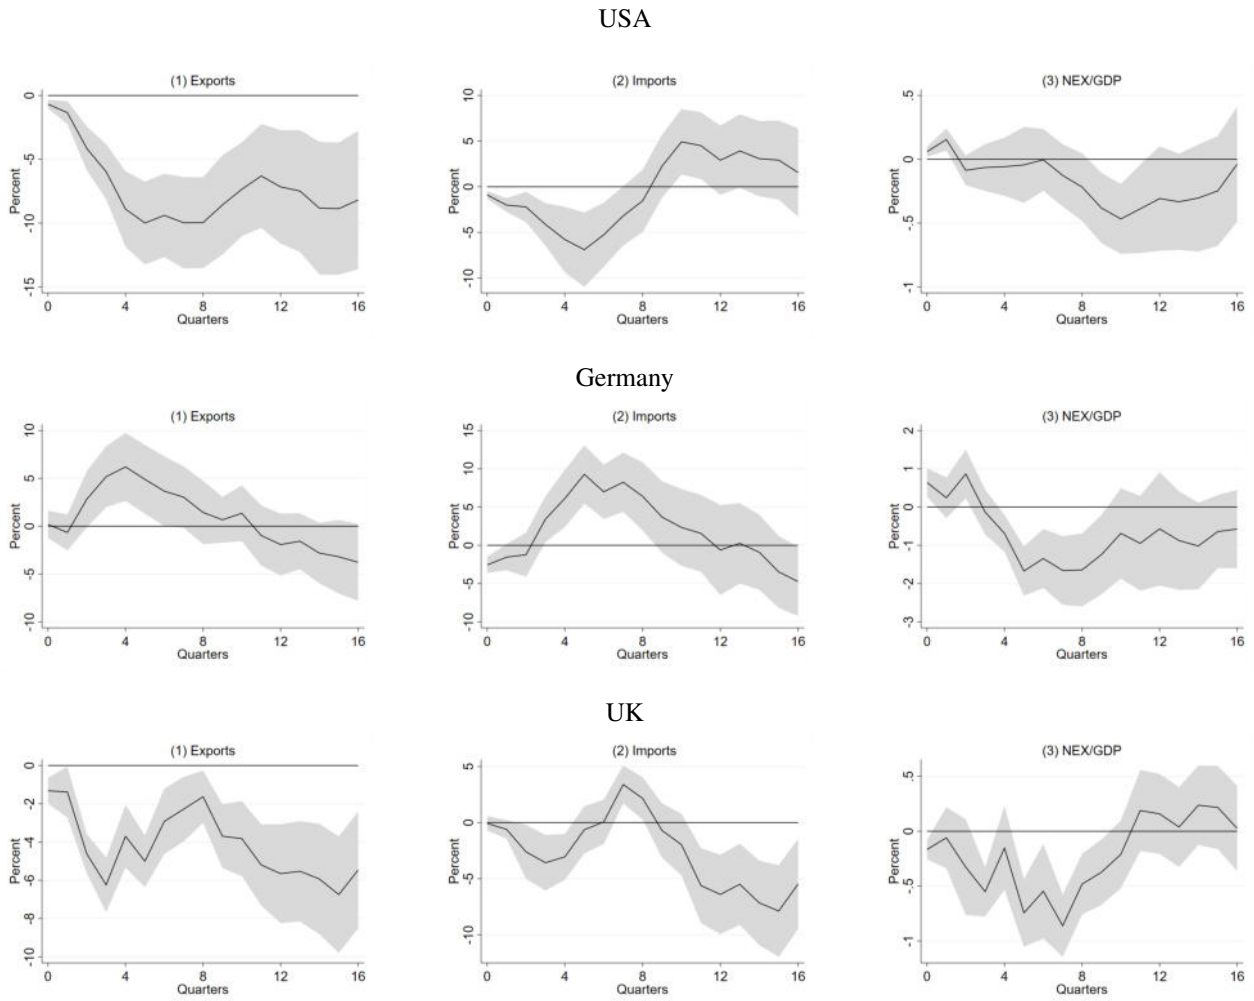 USA
(1) Exports
(2) Imports
(3) NEX/GDP
Percent
0
-5
-10
-15
0 4 8 12 16
Quarters
Percent
10
5
0
-5
-10
0 4 8 12 16
Quarters
Percent
.5
0
-.5
-1
0 4 8 12 16
Quarters
Germany
(1) Exports
(2) Imports
(3) NEX/GDP
Percent
10
5
0
-5
-10
0 4 8 12 16
Quarters
Percent
15
10
5
0
-5
-10
0 4 8 12 16
Quarters
Percent
2
1
0
-1
-2
-3
0 4 8 12 16
Quarters
UK
(1) Exports
(2) Imports
(3) NEX/GDP
Percent
0
-2
-4
-6
-8
-10
0 4 8 12 16
Quarters
Percent
5
0
-5
-10
0 4 8 12 16
Quarters
Percent
.5
0
-.5
-1
0 4 8 12 16
Quarters